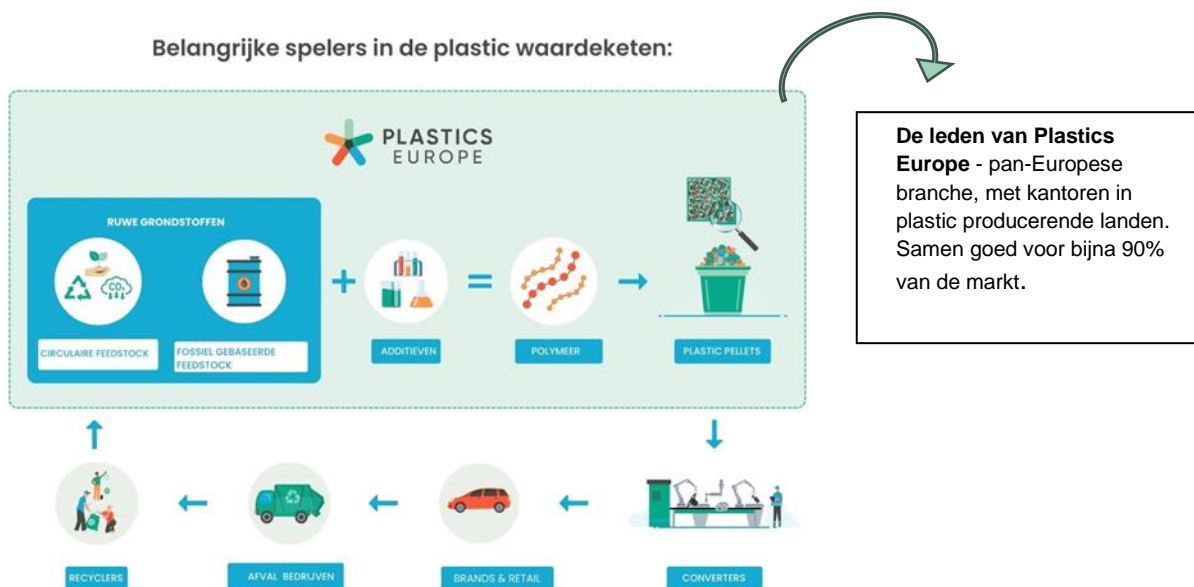 Belangrijke spelers in de plastic waardeketen:
PLASTICS
EUROPE
RUWE GRONDSTOFFEN
CO₂
CIRCULAIRE FEEDSTOCK
FOSSIEL GEBASEERDE
FEEDSTOCK
+
ADDITIEVEN
=
POLYMEER
PLASTIC PELLETS
De leden van Plastics
Europe - pan-Europese
branche, met kantoren in
plastic producerende landen.
Samen goed voor bijna 90%
van de markt.
RECYCLERS
AFVAL BEDRIJVEN
BRANDS & RETAIL
CONVERTERS